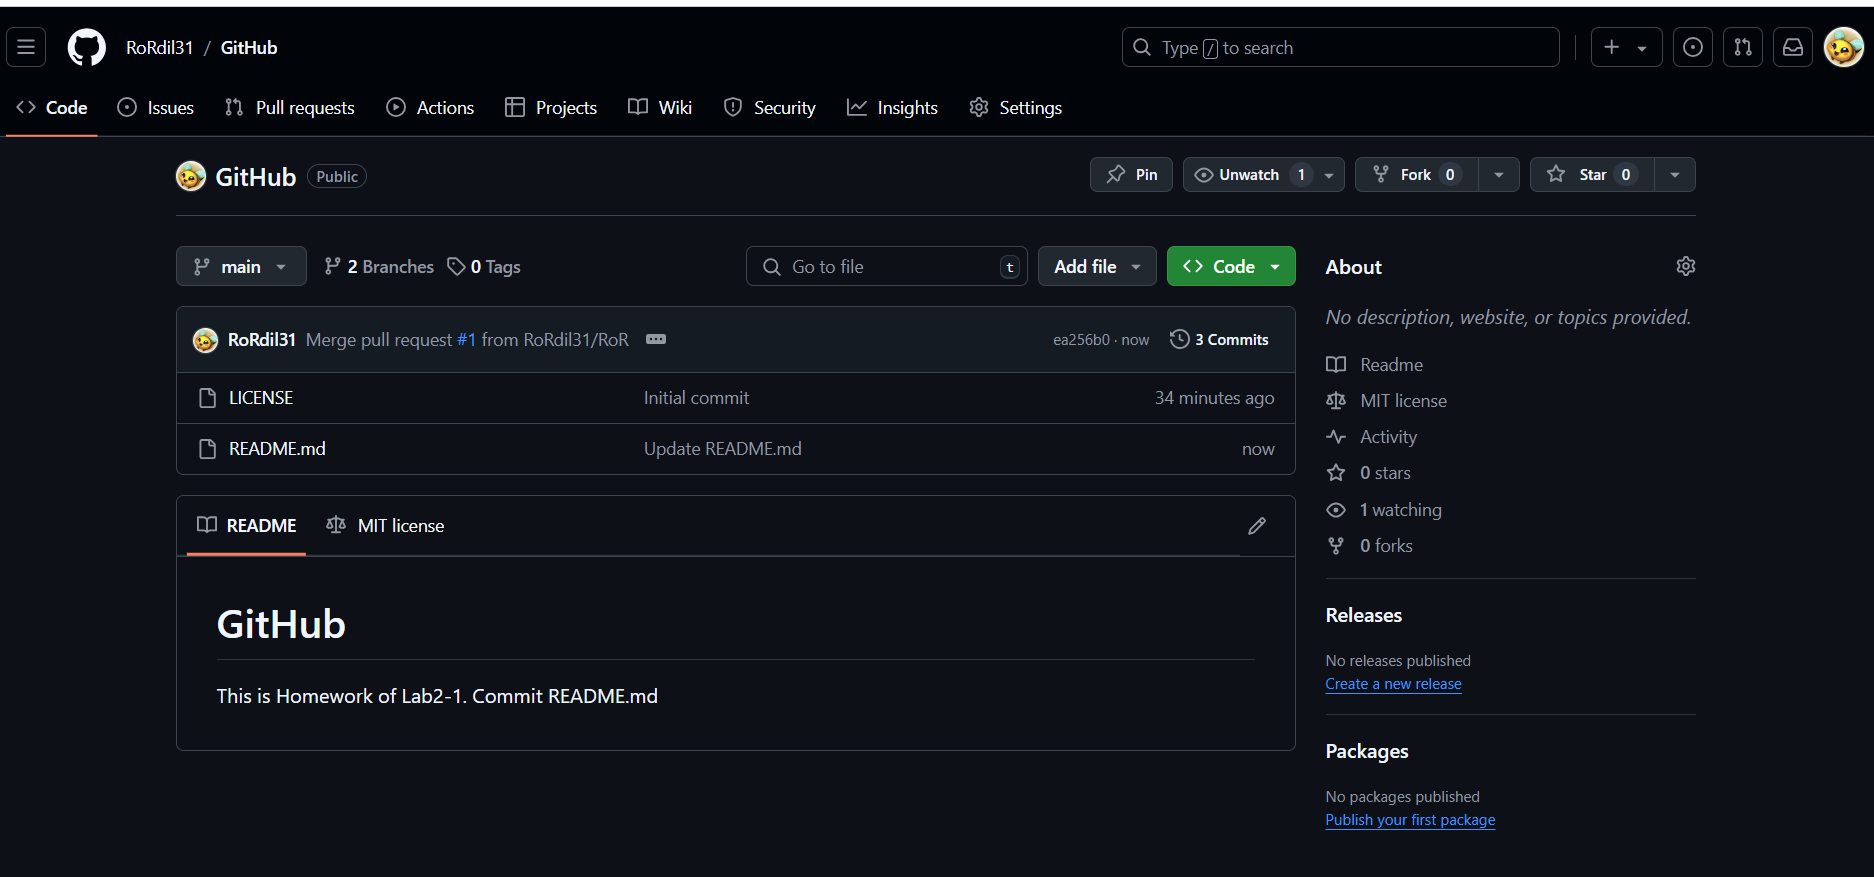 RoRdil31 / GitHub
Type / to search
Code Issues Pull requests Actions Projects Wiki Security Insights Settings
GitHub Public
Pin Unwatch 1 Fork 0 Star 0
main 2 Branches 0 Tags
Go to file t
Add file
Code
RoRdil31 Merge pull request #1 from RoRdil31/RoR ea256b0 · now 3 Commits
LICENSE Initial commit 34 minutes ago
README.md Update README.md now
README MIT license
GitHub
This is Homework of Lab2-1. Commit README.md
About
No description, website, or topics provided.
Readme
MIT license
Activity
0 stars
1 watching
0 forks
Releases
No releases published
Create a new release
Packages
No packages published
Publish your first package